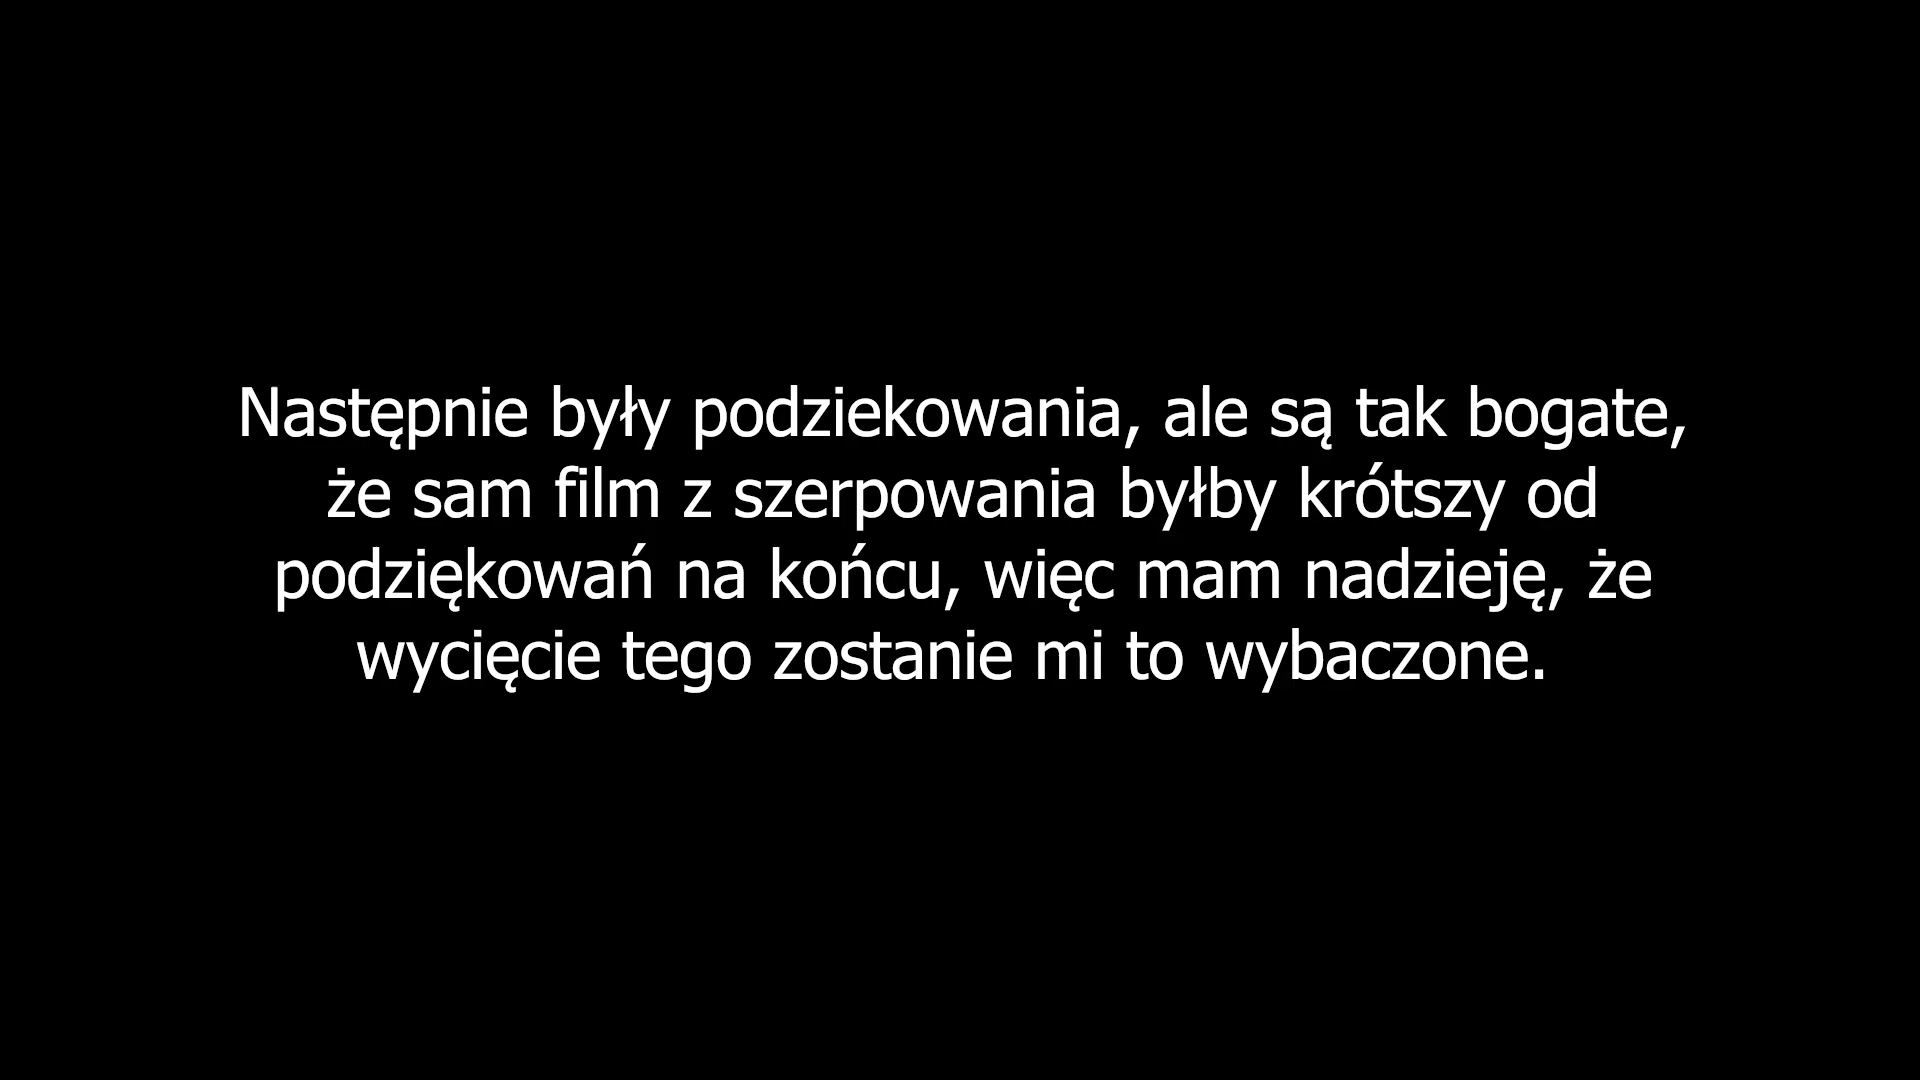 Następnie były podziekowania, ale są tak bogate,
że sam film z szerpowania byłby krótszy od
podziękowań na końcu, więc mam nadzieję, że
wycięcie tego zostanie mi to wybaczone.